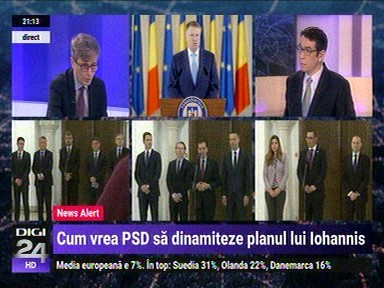 21:13
direct
News Alert
Cum vrea PSD să dinamiteze planul lui Iohannis
DIGI
24
HD
Media europeană e 7%. În top: Suedia 31%, Olanda 22%, Danemarca 16%